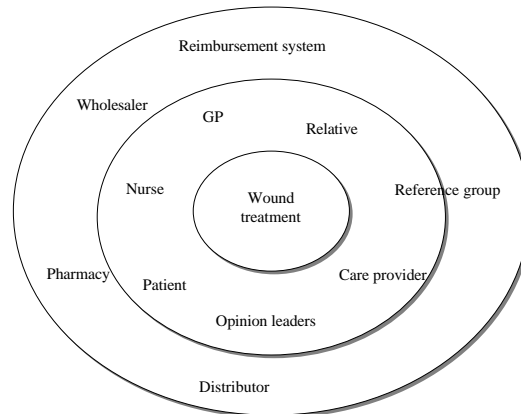 Reimbursement system
Wholesaler
GP
Relative
Nurse
Wound
treatment
Reference group
Pharmacy
Patient
Care provider
Opinion leaders
Distributor